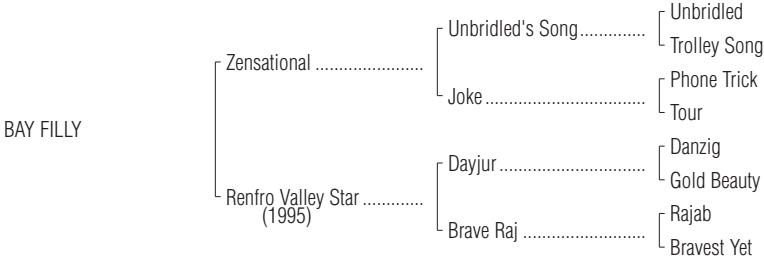 Unbridled
Unbridled's Song..............
Trolley Song
Zensational .......................
Phone Trick
Joke..................................
Tour
BAY FILLY
Danzig
Dayjur...............................
Gold Beauty
Renfro Valley Star.............
(1995)
Rajab
Brave Raj ..........................
Bravest Yet